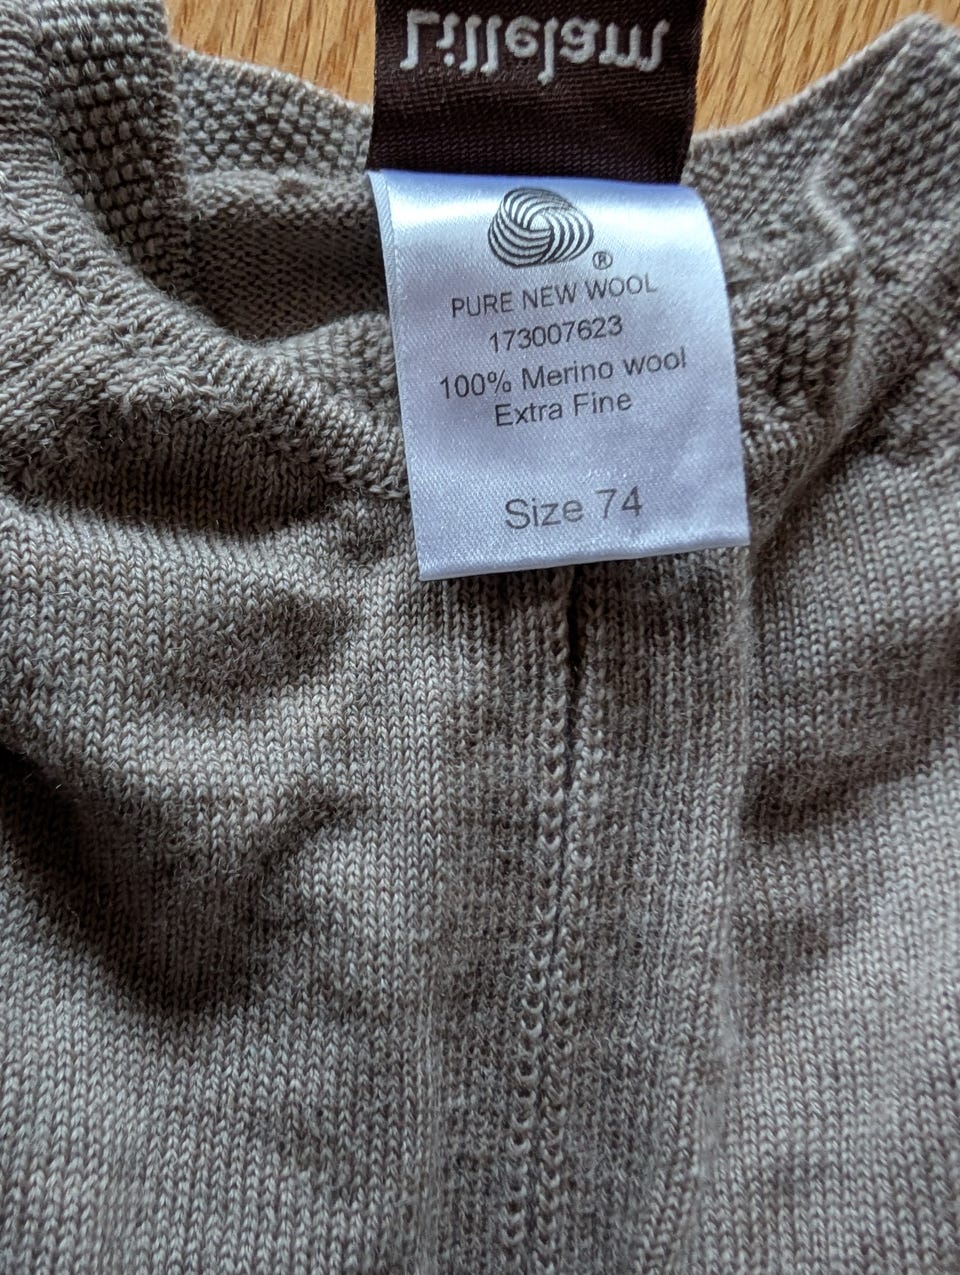 Lillelam
®
PURE NEW WOOL
173007623
100% Merino wool
Extra Fine
Size 74